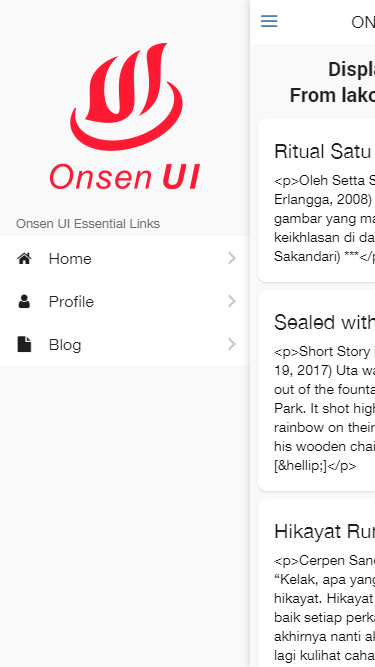 Onsen UI
Onsen UI Essential Links
Home
Profile
Blog
ON
Displ
From lako
Ritual Satu
<p>Oleh Setta S
Erlangga, 2008)
gambar yang ma
keikhlasan di da
Sakandari) ***</p
Sealed with
<p>Short Story
19, 2017) Uta wa
out of the founta
Park. It shot high
rainbow on their
his wooden chai
[&hellip;]</p>
Hikayat Ru
<p>Cerpen Sand
“Kelak, apa yang
hikayat. Hikayat
baik setiap perka
akhirnya nanti ak
lagi kulihat caha